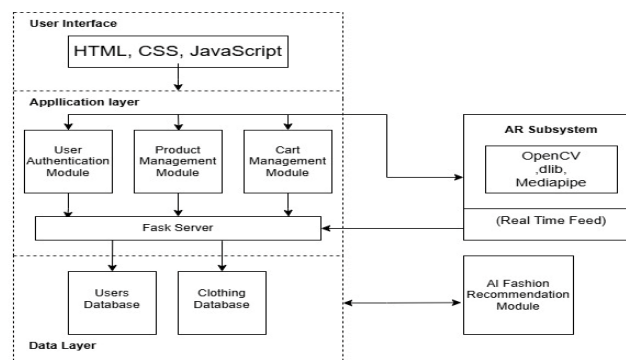 User Interface
HTML, CSS, JavaScript
Appllication layer
User
Authentication
Module
Product
Management
Module
Cart
Management
Module
Fask Server
Users
Database
Clothing
Database
Data Layer
AR Subsystem
OpenCV
,dlib,
Mediapipe
(Real Time Feed)
AI Fashion
Recommendation
Module